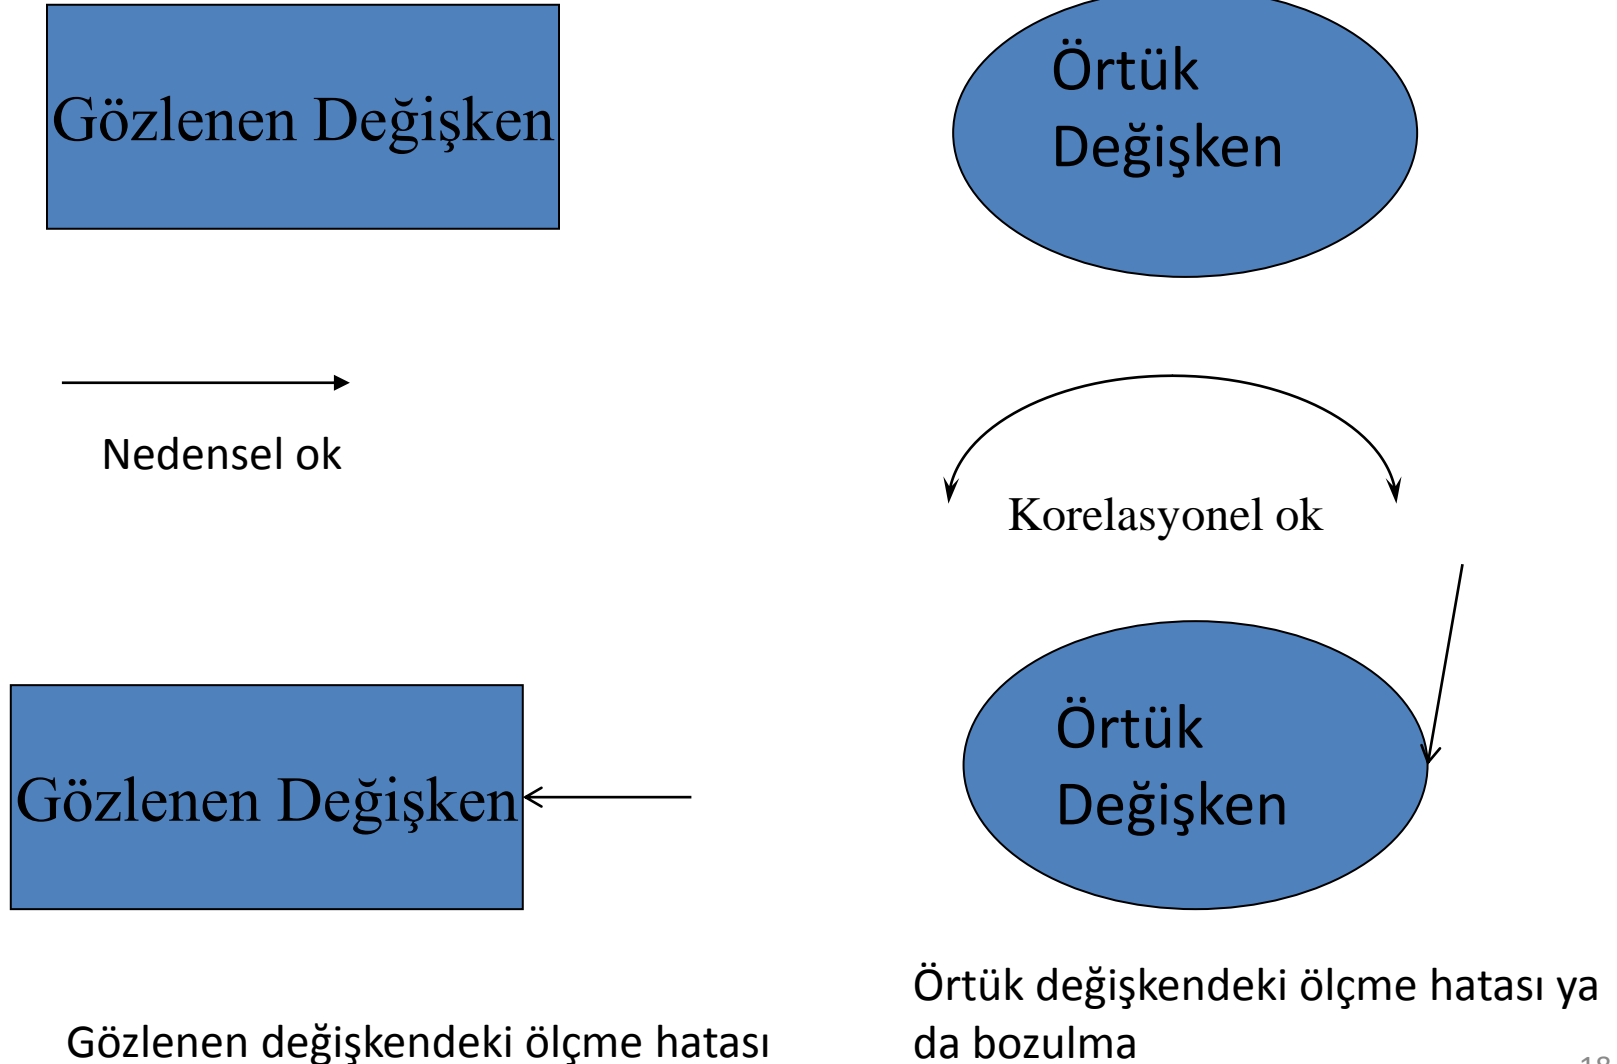 Gözlenen Değişken
Örtük
Değişken
Nedensel ok
Korelasyonel ok
Gözlenen Değişken
Örtük
Değişken
Gözlenen değişkendeki ölçme hatası
Örtük değişkendeki ölçme hatası ya
da bozulma